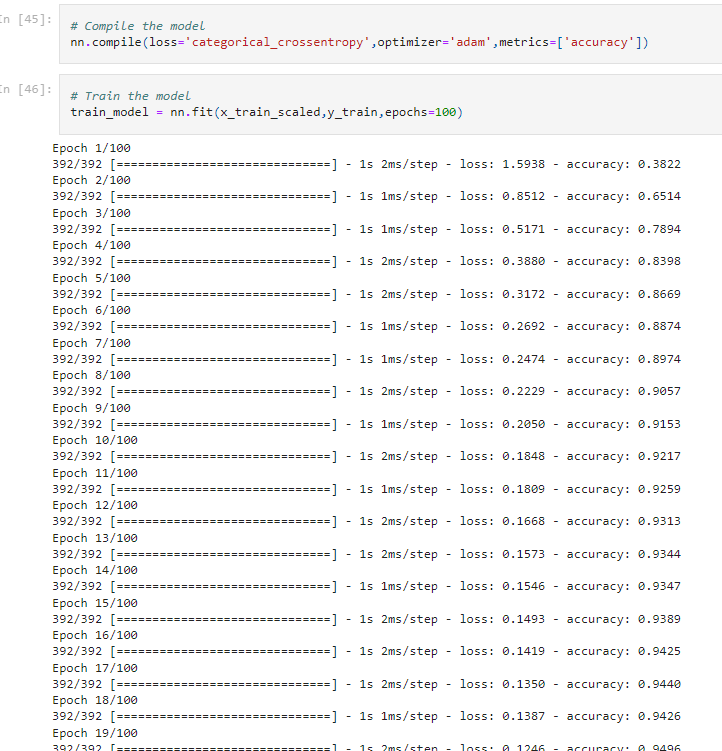 In [45]:
# Compile the model
nn.compile(loss='categorical_crossentropy',optimizer='adam',metrics=['accuracy'])
In [46]:
# Train the model
train_model = nn.fit(x_train_scaled,y_train,epochs=100)
Epoch 1/100
392/392 [==============================] - 1s 2ms/step - loss: 1.5938 - accuracy: 0.3822
Epoch 2/100
392/392 [==============================] - 1s 1ms/step - loss: 0.8512 - accuracy: 0.6514
Epoch 3/100
392/392 [==============================] - 1s 1ms/step - loss: 0.5171 - accuracy: 0.7894
Epoch 4/100
392/392 [==============================] - 1s 2ms/step - loss: 0.3880 - accuracy: 0.8398
Epoch 5/100
392/392 [==============================] - 1s 2ms/step - loss: 0.3172 - accuracy: 0.8669
Epoch 6/100
392/392 [==============================] - 1s 1ms/step - loss: 0.2692 - accuracy: 0.8874
Epoch 7/100
392/392 [==============================] - 1s 1ms/step - loss: 0.2474 - accuracy: 0.8974
Epoch 8/100
392/392 [==============================] - 1s 2ms/step - loss: 0.2229 - accuracy: 0.9057
Epoch 9/100
392/392 [==============================] - 1s 1ms/step - loss: 0.2050 - accuracy: 0.9153
Epoch 10/100
392/392 [==============================] - 1s 2ms/step - loss: 0.1848 - accuracy: 0.9217
Epoch 11/100
392/392 [==============================] - 1s 1ms/step - loss: 0.1809 - accuracy: 0.9259
Epoch 12/100
392/392 [==============================] - 1s 2ms/step - loss: 0.1668 - accuracy: 0.9313
Epoch 13/100
392/392 [==============================] - 1s 2ms/step - loss: 0.1573 - accuracy: 0.9344
Epoch 14/100
392/392 [==============================] - 1s 1ms/step - loss: 0.1546 - accuracy: 0.9347
Epoch 15/100
392/392 [==============================] - 1s 2ms/step - loss: 0.1493 - accuracy: 0.9389
Epoch 16/100
392/392 [==============================] - 1s 2ms/step - loss: 0.1419 - accuracy: 0.9425
Epoch 17/100
392/392 [==============================] - 1s 2ms/step - loss: 0.1350 - accuracy: 0.9440
Epoch 18/100
392/392 [==============================] - 1s 1ms/step - loss: 0.1387 - accuracy: 0.9426
Epoch 19/100
392/392 [==============================] - 1s 2ms/step - loss: 0.1246 - accuracy: 0.9496